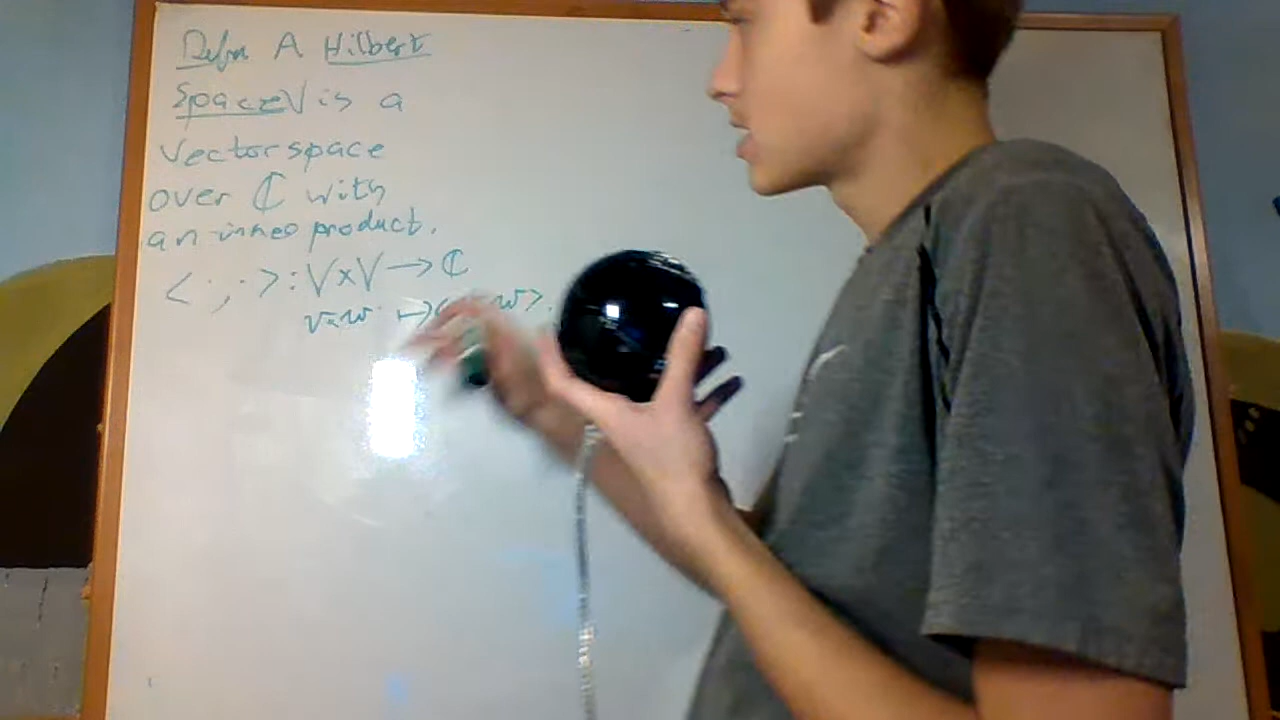 Defn A Hilbert
Space V is a
vector space
over ℂ with
an inner product.
< · , · > : V × V → ℂ
v × w ↦ w>.